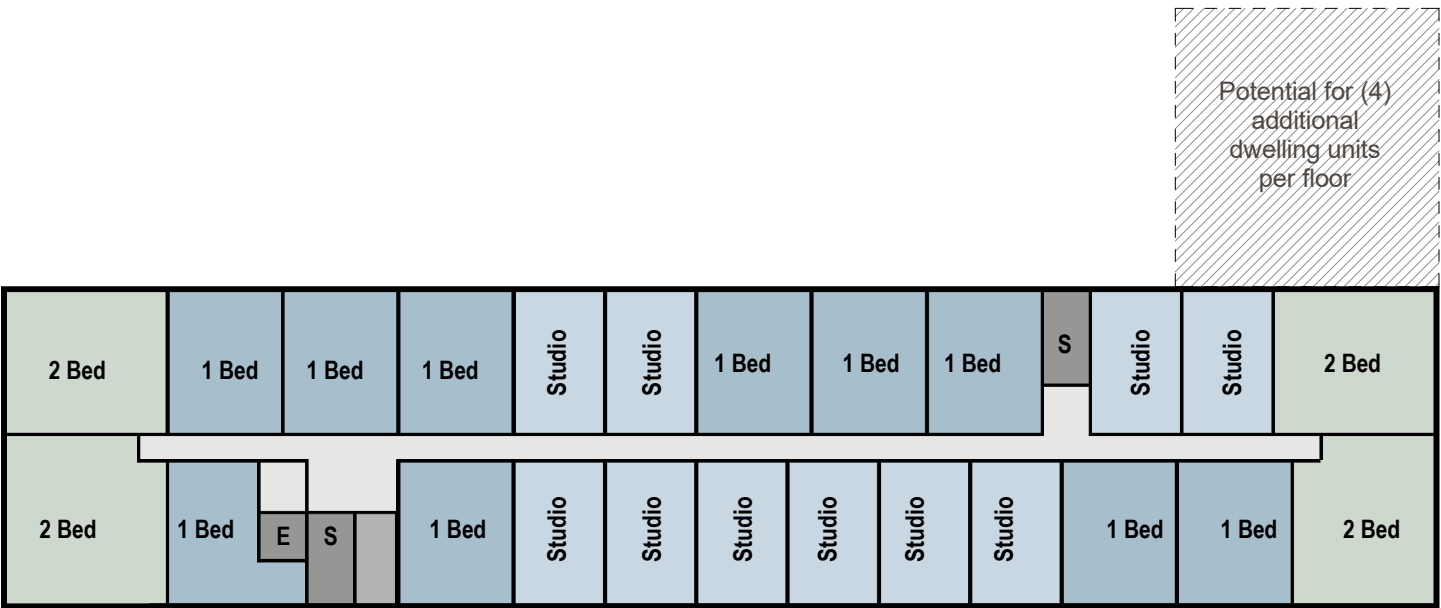 Potential for (4)
additional
dwelling units
per floor
2 Bed
1 Bed
1 Bed
1 Bed
Studio
Studio
1 Bed
1 Bed
1 Bed
S
Studio
Studio
2 Bed
2 Bed
1 Bed
E
S
1 Bed
Studio
Studio
Studio
Studio
Studio
Studio
1 Bed
1 Bed
2 Bed